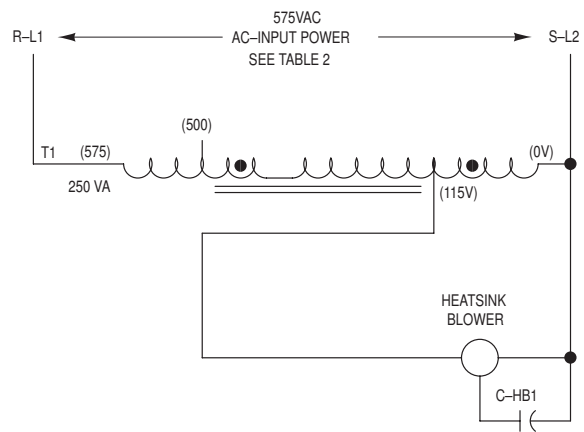 575VAC
R–L1
AC–INPUT POWER
S–L2
SEE TABLE 2
(500)
T1
(575)
(0V)
250 VA
(115V)
HEATSINK
BLOWER
C–HB1